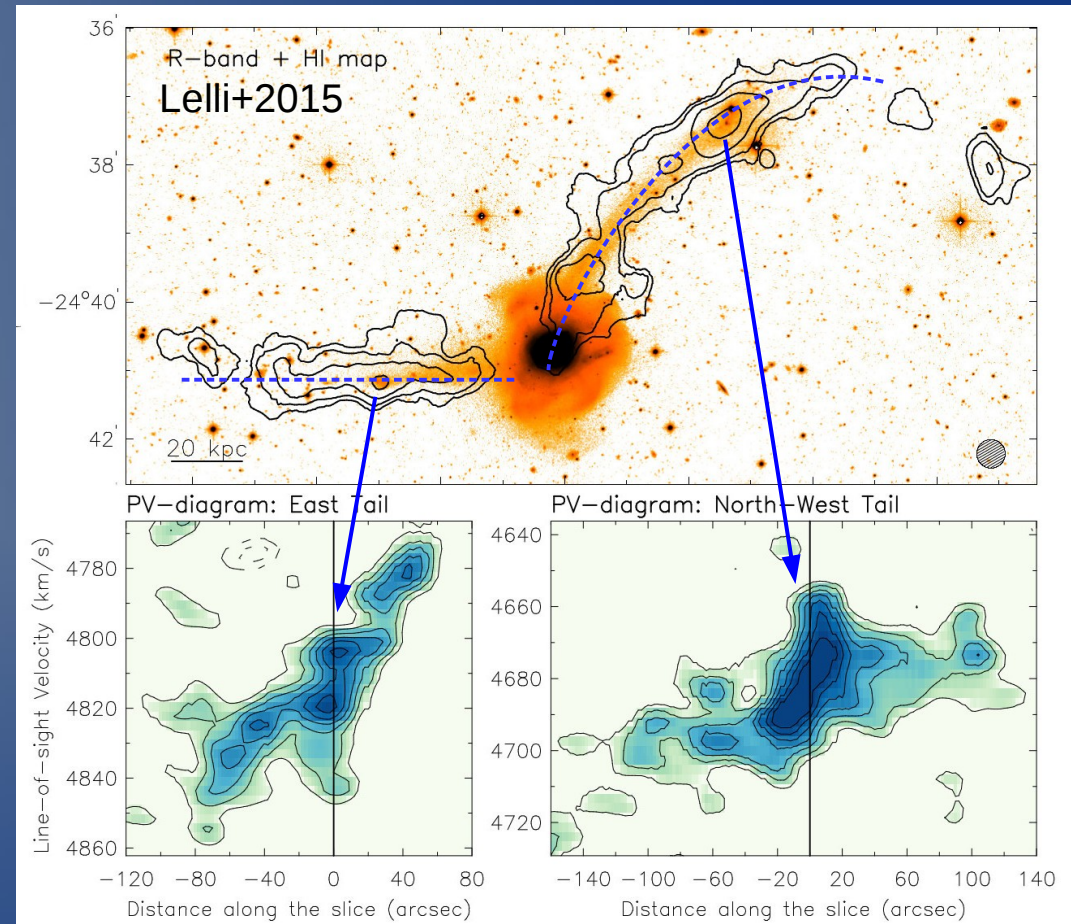 36'
R-band + HI map
Lelli+2015
38'
-24°40'
42'
20 kpc
PV-diagram: East Tail
PV-diagram: North-West Tail
Line-of-sight Velocity (km/s)
4780
4800
4820
4840
4860
4640
4660
4680
4700
4720
-120 -80 -40 0 40 80
-140 -100 -60 -20 20 60 100 140
Distance along the slice (arcsec)
Distance along the slice (arcsec)